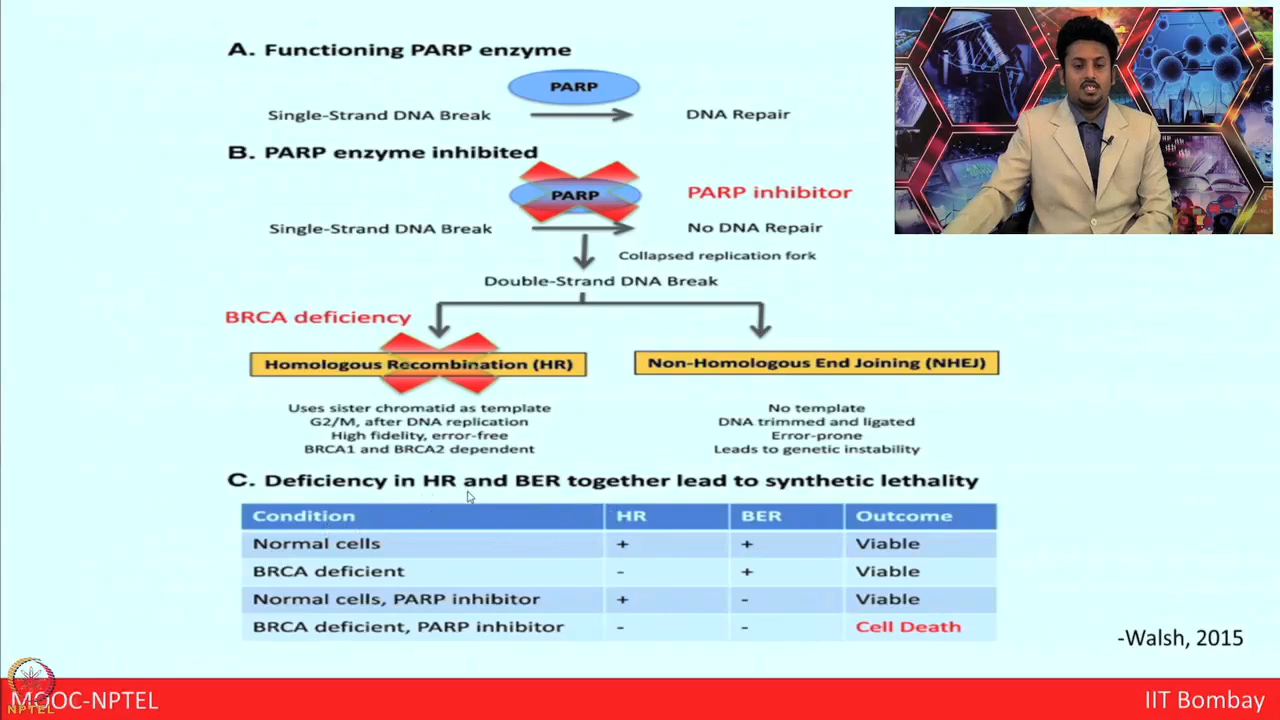 A. Functioning PARP enzyme
PARP
Single-Strand DNA Break
DNA Repair
B. PARP enzyme inhibited
PARP
PARP inhibitor
Single-Strand DNA Break
No DNA Repair
Collapsed replication fork
Double-Strand DNA Break
BRCA deficiency
Homologous Recombination (HR)
Uses sister chromatid as template
G2/M, after DNA replication
High fidelity, error-free
BRCA1 and BRCA2 dependent
Non-Homologous End Joining (NHEJ)
No template
DNA trimmed and ligated
Error-prone
Leads to genetic instability
C. Deficiency in HR and BER together lead to synthetic lethality
Condition HR BER Outcome
Normal cells + + Viable
BRCA deficient - + Viable
Normal cells, PARP inhibitor + - Viable
BRCA deficient, PARP inhibitor - - Cell Death
-Walsh, 2015
MOOC-NPTEL
NPTEL
IIT Bombay